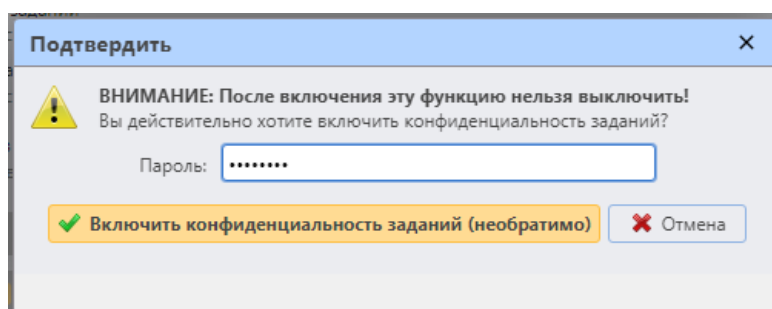 Подтвердить
ВНИМАНИЕ: После включения эту функцию нельзя выключить!
Вы действительно хотите включить конфиденциальность заданий?
Пароль: ••••••••
Включить конфиденциальность заданий (необратимо)
Отмена